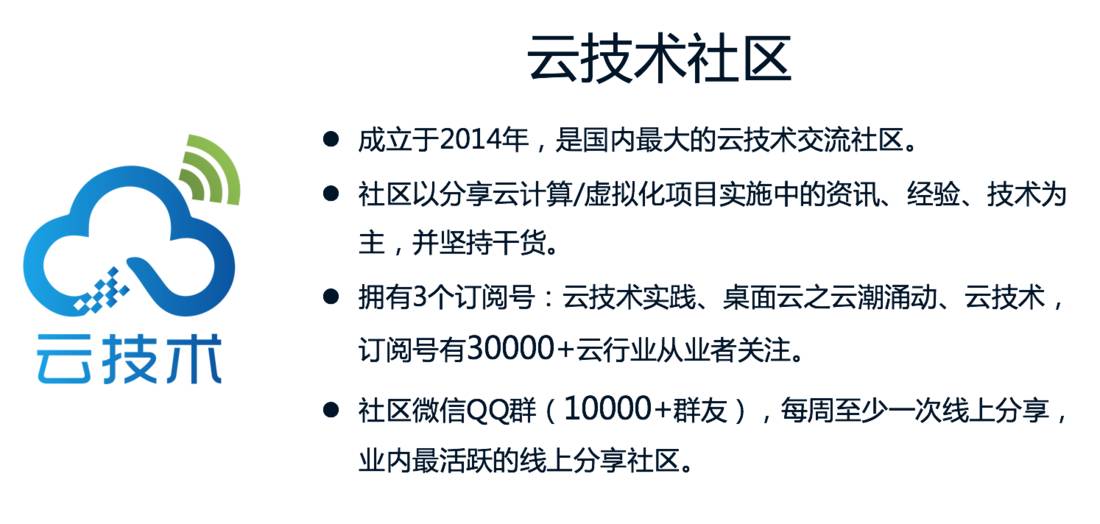 云技术社区
云技术
● 成立于2014年，是国内最大的云技术交流社区。
● 社区以分享云计算/虚拟化项目实施中的资讯、经验、技术为
主，并坚持干货。
● 拥有3个订阅号：云技术实践、桌面云之云潮涌动、云技术，
订阅号有30000+云行业从业者关注。
● 社区微信QQ群（10000+群友），每周至少一次线上分享，
业内最活跃的线上分享社区。